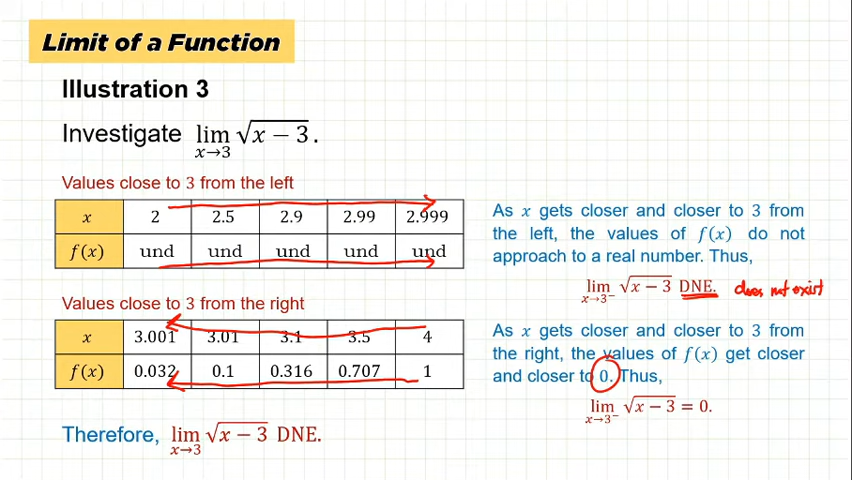 Limit of a Function
Illustration 3
Investigate lim x→3 √x − 3 .
Values close to 3 from the left
x 2 2.5 2.9 2.99 2.999
f(x) und und und und und
As x gets closer and closer to 3 from
the left, the values of f(x) do not
approach to a real number. Thus,
lim x→3⁻ √x − 3 DNE. does not exist
Values close to 3 from the right
x 3.001 3.01 3.1 3.5 4
f(x) 0.032 0.1 0.316 0.707 1
As x gets closer and closer to 3 from
the right, the values of f(x) get closer
and closer to 0. Thus,
lim x→3⁻ √x − 3 = 0.
Therefore, lim x→3 √x − 3 DNE.